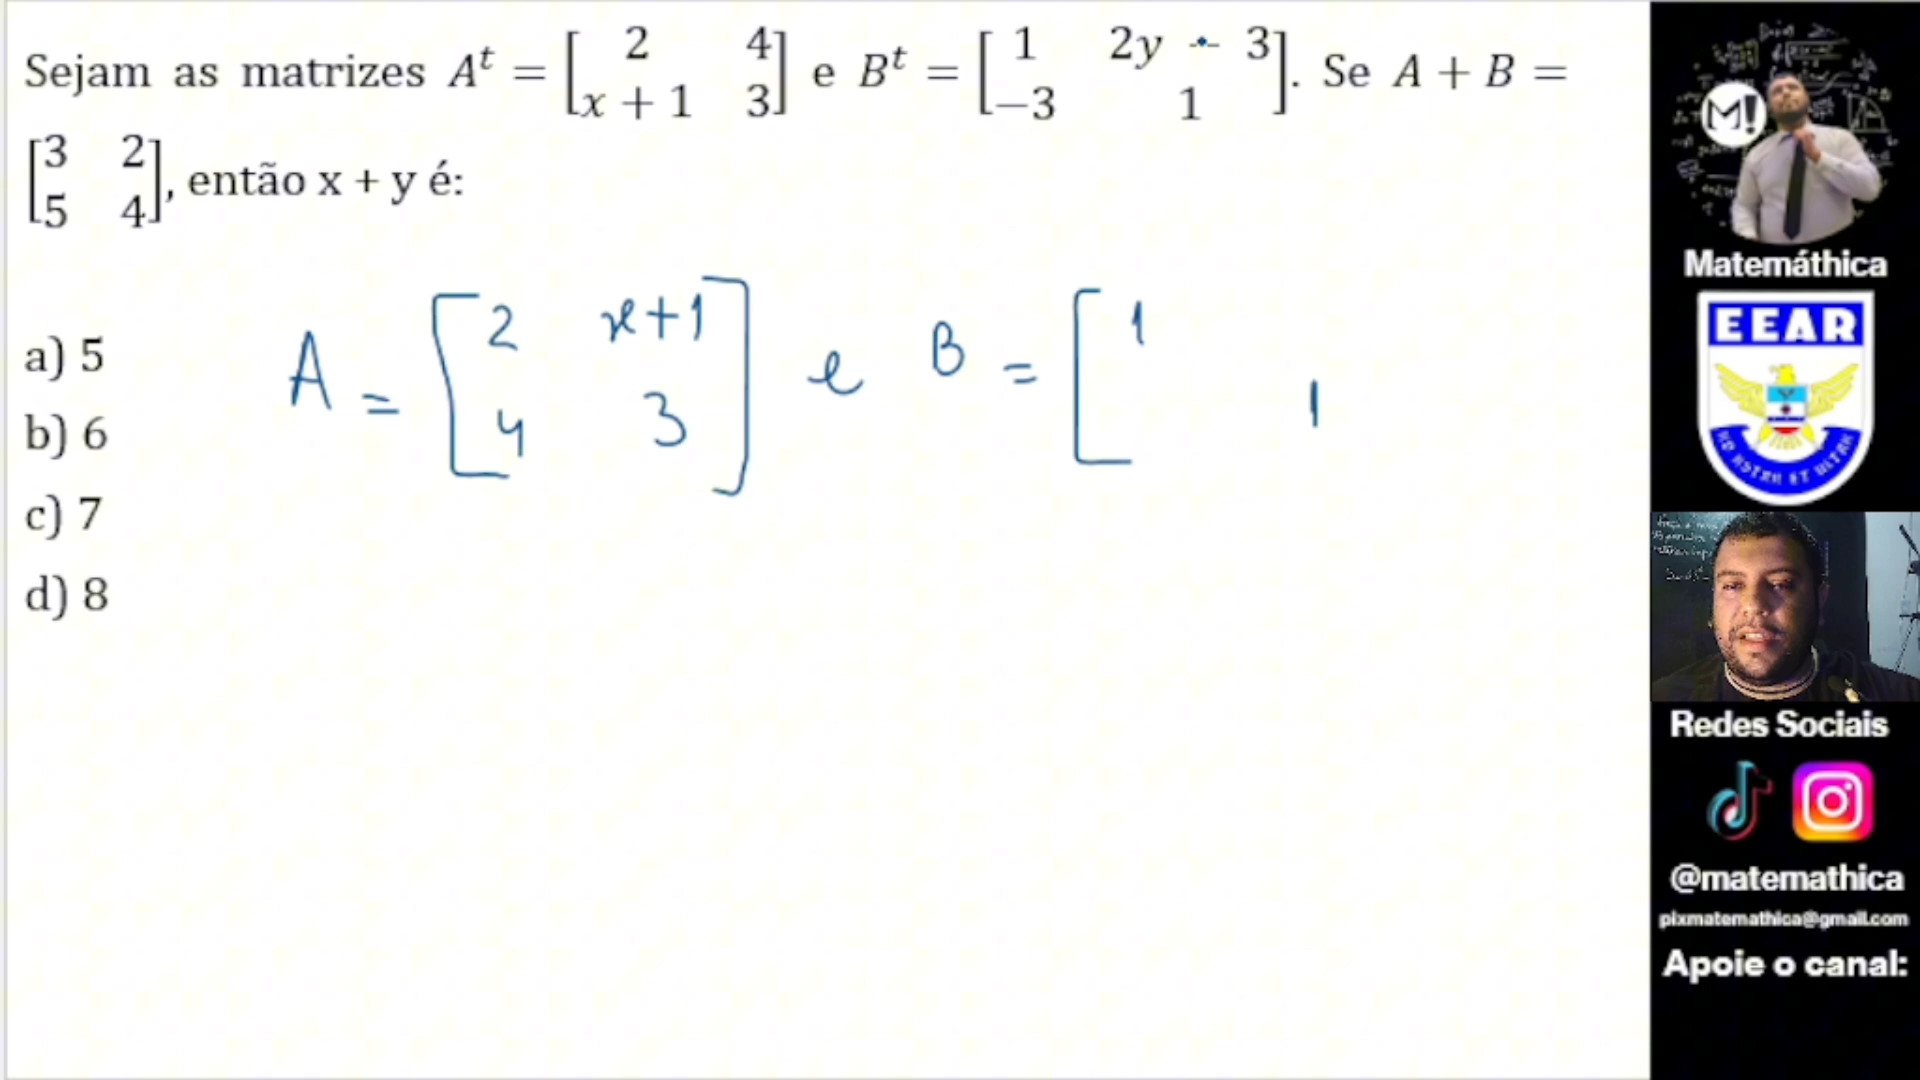 Sejam as matrizes Aᵗ = [2 4; x + 1 3] e Bᵗ = [1 2y − 3; −3 1]. Se A + B =
[3 2; 5 4], então x + y é:
a) 5
b) 6
c) 7
d) 8
A = [2 x+1; 4 3] e B = [1 1
M!
Matemáthica
EEAR
Redes Sociais
@matemathica
pixmatemathica@gmail.com
Apoie o canal: